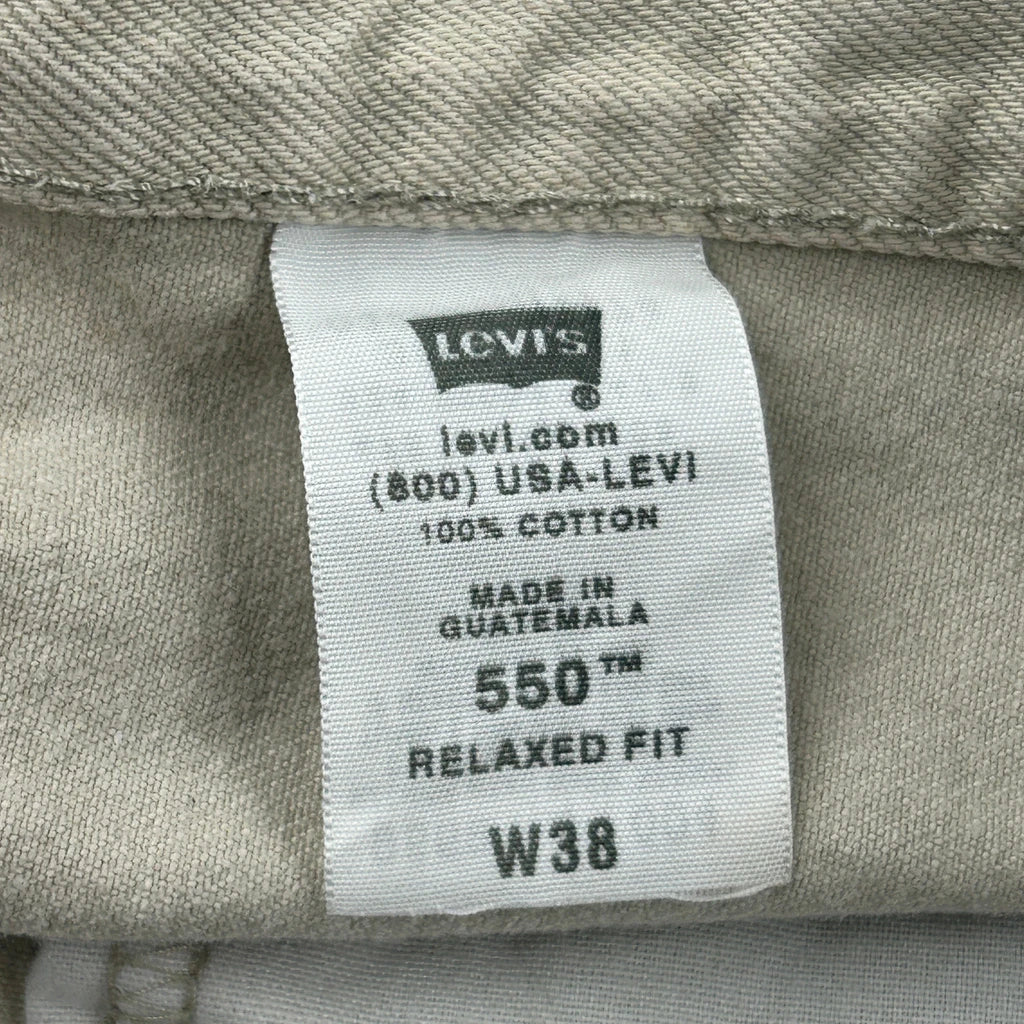 LEVI'S
®
levi.com
(800) USA-LEVI
100% COTTON
MADE IN
GUATEMALA
550™
RELAXED FIT
W38